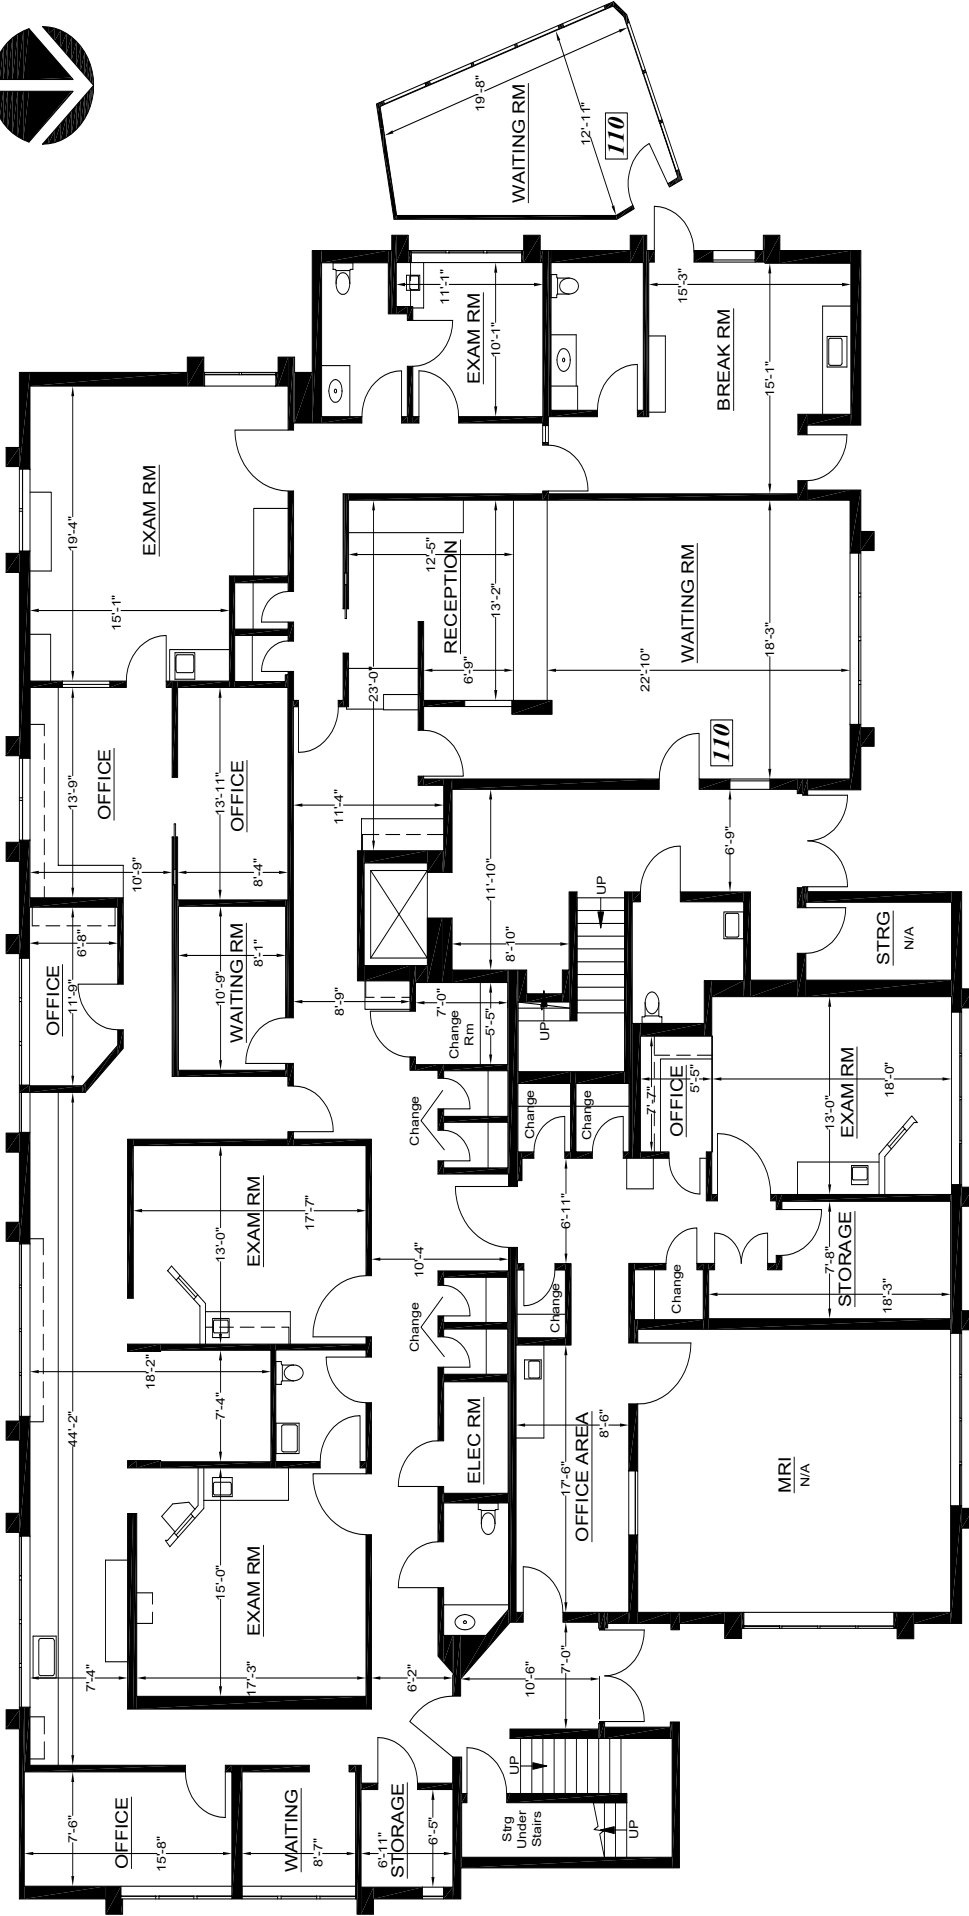 OFFICE
7'-6"
15'-8"
WAITING
8'-7"
STORAGE
6'-11"
6'-5"
44'-2"
7'-4"
18'-2"
EXAM RM
15'-0"
17'-3"
7'-4"
EXAM RM
13'-0"
17'-7"
OFFICE
11'-9"
6'-8"
OFFICE
13'-9"
10'-9"
OFFICE
13'-11"
8'-4"
WAITING RM
10'-9"
8'-1"
EXAM RM
19'-4"
15'-1"
6'-2"
10'-4"
8'-9"
11'-4"
23'-0"
ELEC RM
Change
Change
Change
Rm
7'-0"
5'-5"
RECEPTION
12'-5"
13'-2"
6'-9"
WAITING RM
18'-3"
22'-10"
110
EXAM RM
11'-1"
10'-1"
BREAK RM
15'-3"
15'-1"
WAITING RM
19'-8"
12'-11"
110
Strg
Under
Stairs
UP
UP
10'-6"
7'-0"
OFFICE AREA
17'-6"
8'-6"
MRI
N/A
Change
6'-11"
Change
Change
Change
STORAGE
7'-8"
18'-3"
OFFICE
7'-7"
5'-5"
EXAM RM
13'-0"
18'-0"
UP
UP
11'-10"
8'-10"
6'-9"
STRG
N/A